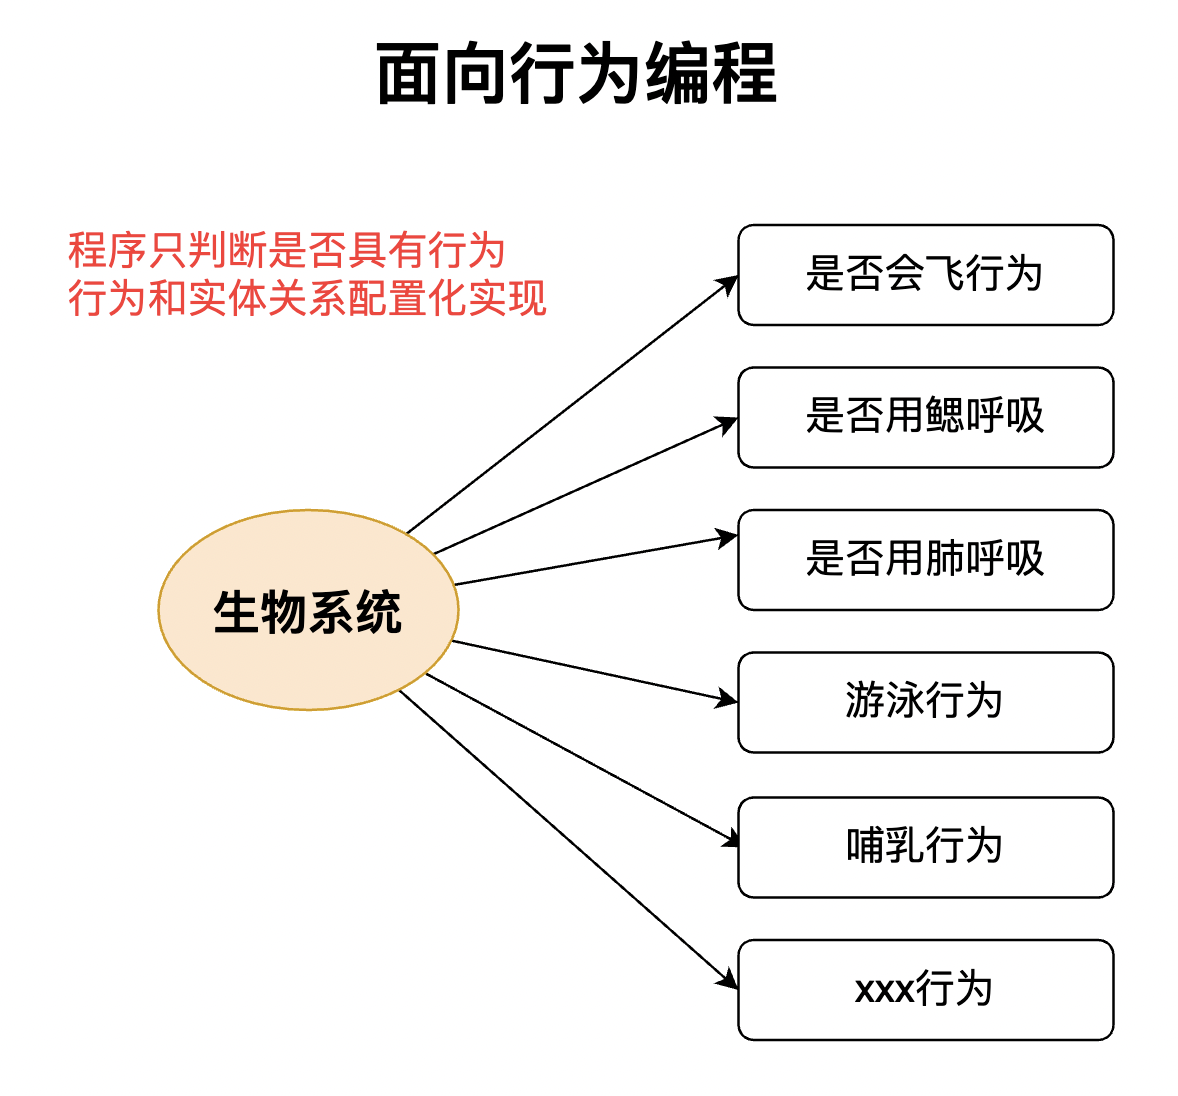 面向行为编程
程序只判断是否具有行为
行为和实体关系配置化实现
是否会飞行为
是否用鳃呼吸
是否用肺呼吸
生物系统
游泳行为
哺乳行为
xxx行为